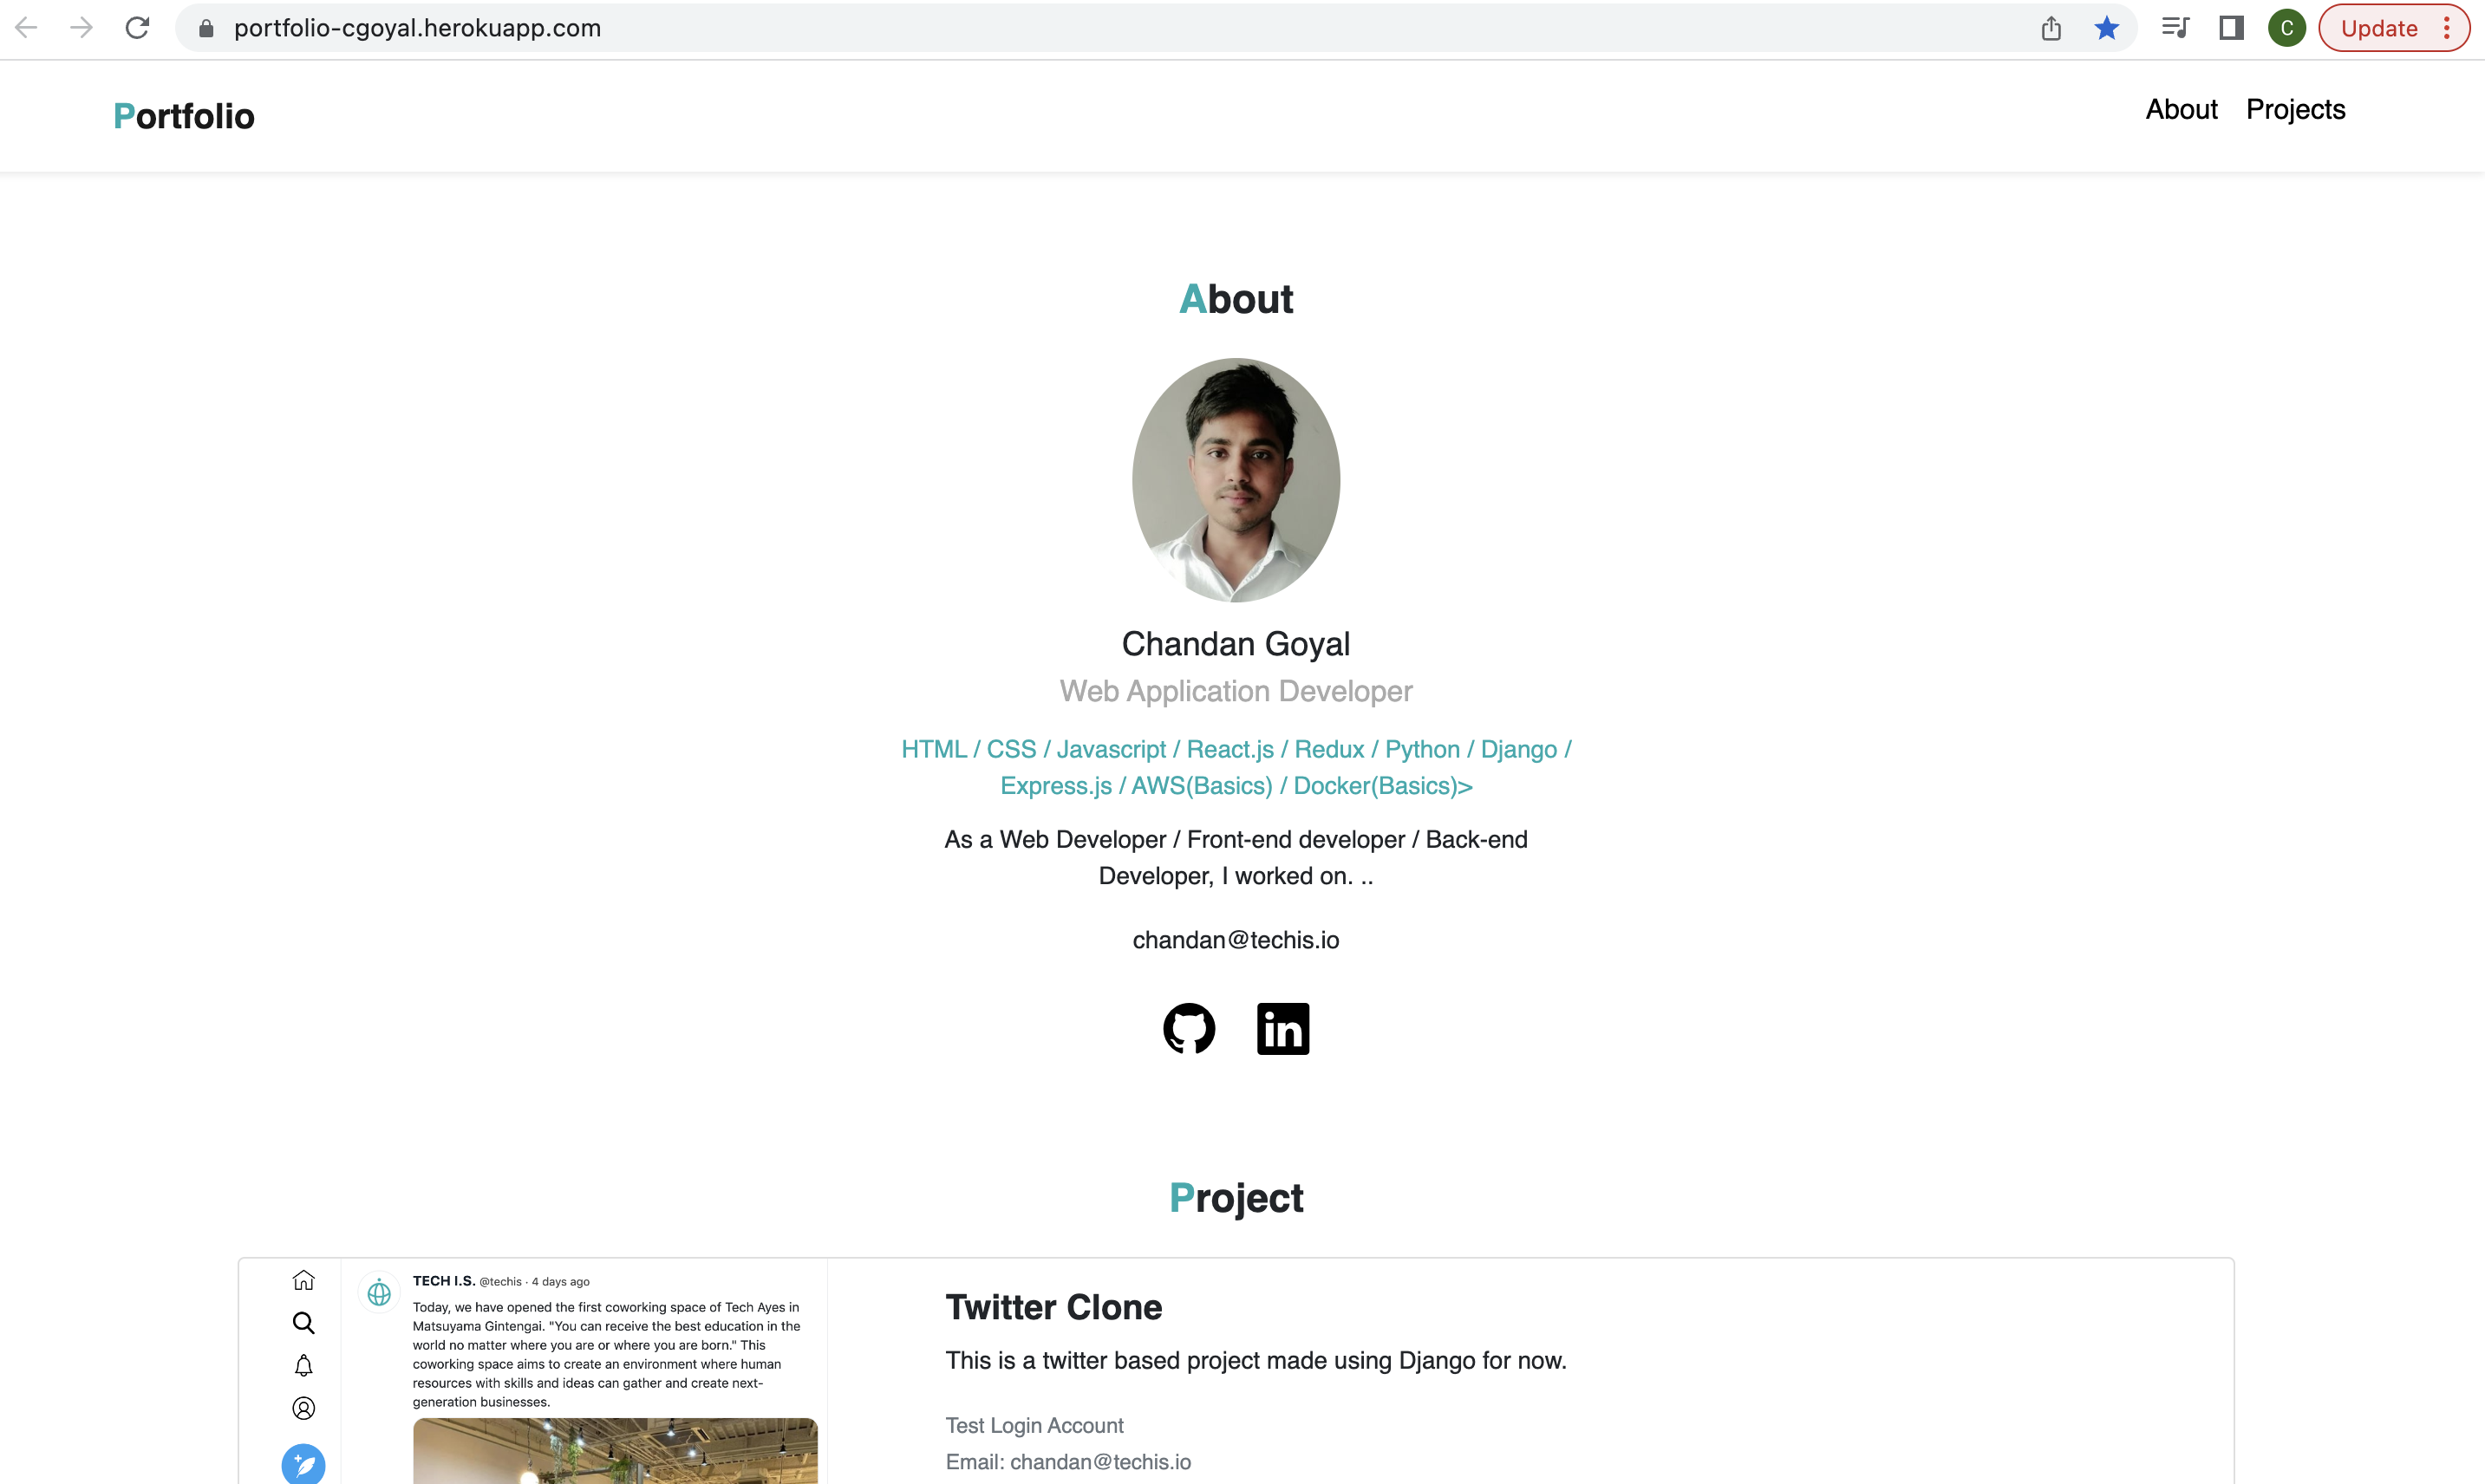 portfolio-cgoyal.herokuapp.com
C
Update
Portfolio
About
Projects
About
Chandan Goyal
Web Application Developer
HTML / CSS / Javascript / React.js / Redux / Python / Django /
Express.js / AWS(Basics) / Docker(Basics)>
As a Web Developer / Front-end developer / Back-end
Developer, I worked on. ..
chandan@techis.io
in
Project
TECH I.S. @techis · 4 days ago
Today, we have opened the first coworking space of Tech Ayes in
Matsuyama Gintengai. "You can receive the best education in the
world no matter where you are or where you are born." This
coworking space aims to create an environment where human
resources with skills and ideas can gather and create next-
generation businesses.
Twitter Clone
This is a twitter based project made using Django for now.
Test Login Account
Email: chandan@techis.io